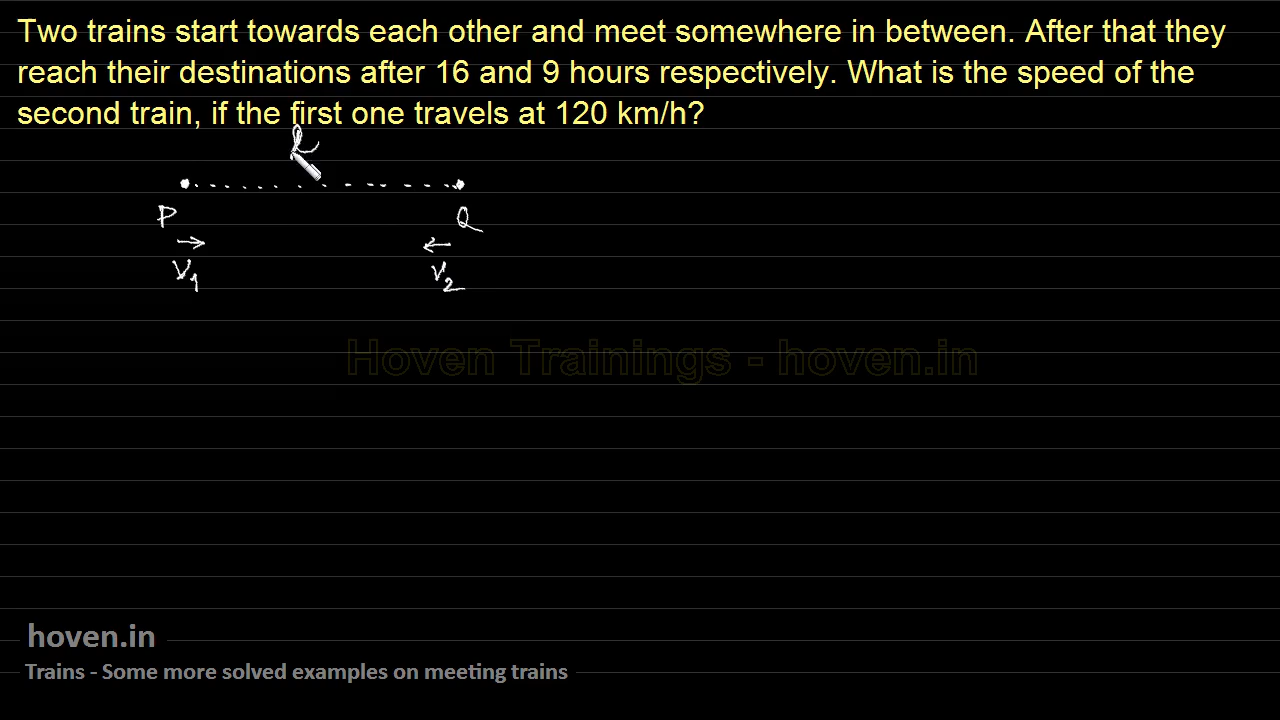 Two trains start towards each other and meet somewhere in between. After that they
reach their destinations after 16 and 9 hours respectively. What is the speed of the
second train, if the first one travels at 120 km/h?
P Q
V1 V2
Hoven Trainings - hoven.in
hoven.in
Trains - Some more solved examples on meeting trains